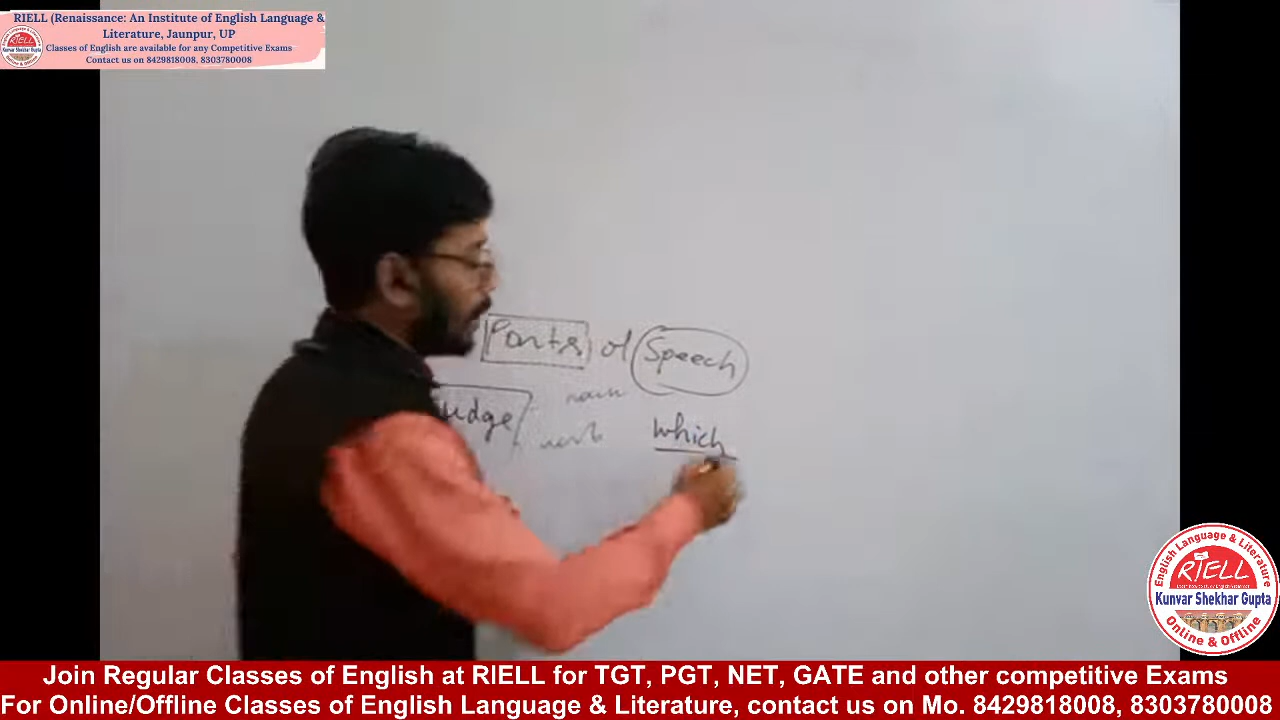 RIELL (Renaissance: An Institute of English Language &
Literature, Jaunpur, UP
Classes of English are available for any Competitive Exams
Contact us on 8429818008, 8303780008
Parts of Speech
udge noun
verb which
English Language & Literature
RIELL
Kunvar Shekhar Gupta
Online & Offline
Join Regular Classes of English at RIELL for TGT, PGT, NET, GATE and other competitive Exams
For Online/Offline Classes of English Language & Literature, contact us on Mo. 8429818008, 8303780008